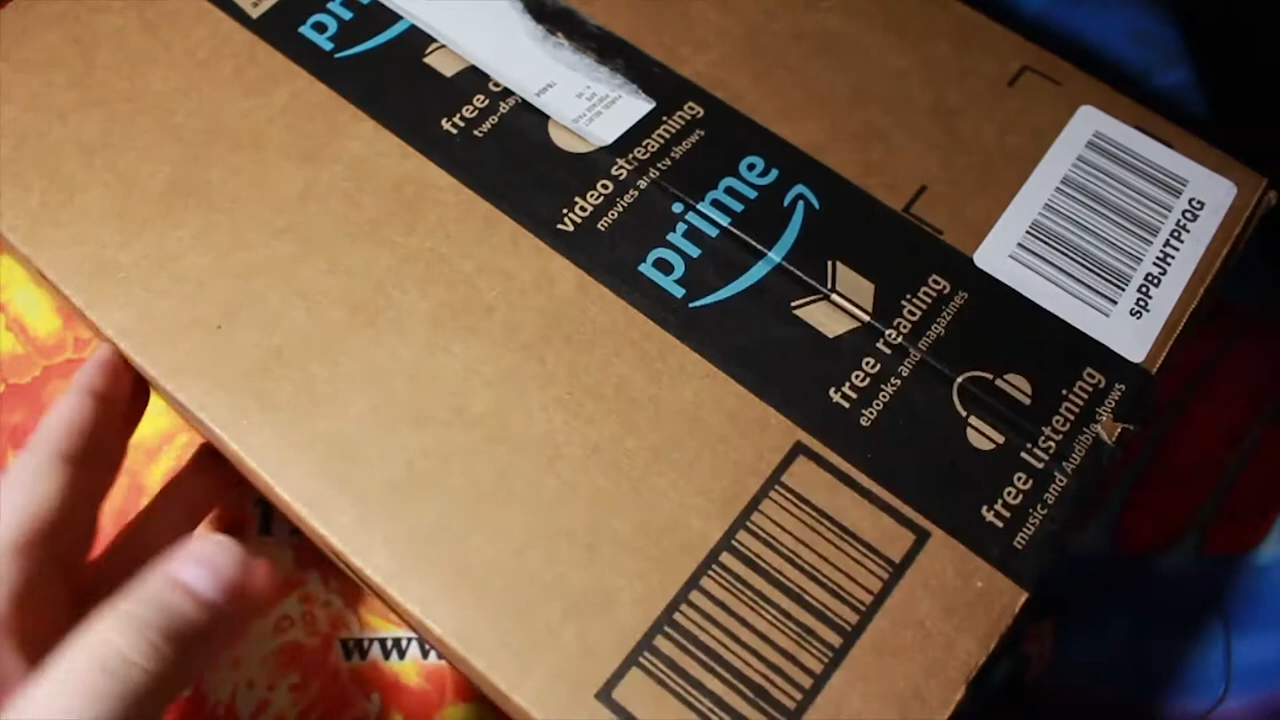 prime
free
two-day
video streaming
movies and tv shows
prime
free reading
ebooks and magazines
free listening
music and Audible shows
spPBJHTPFQG
www